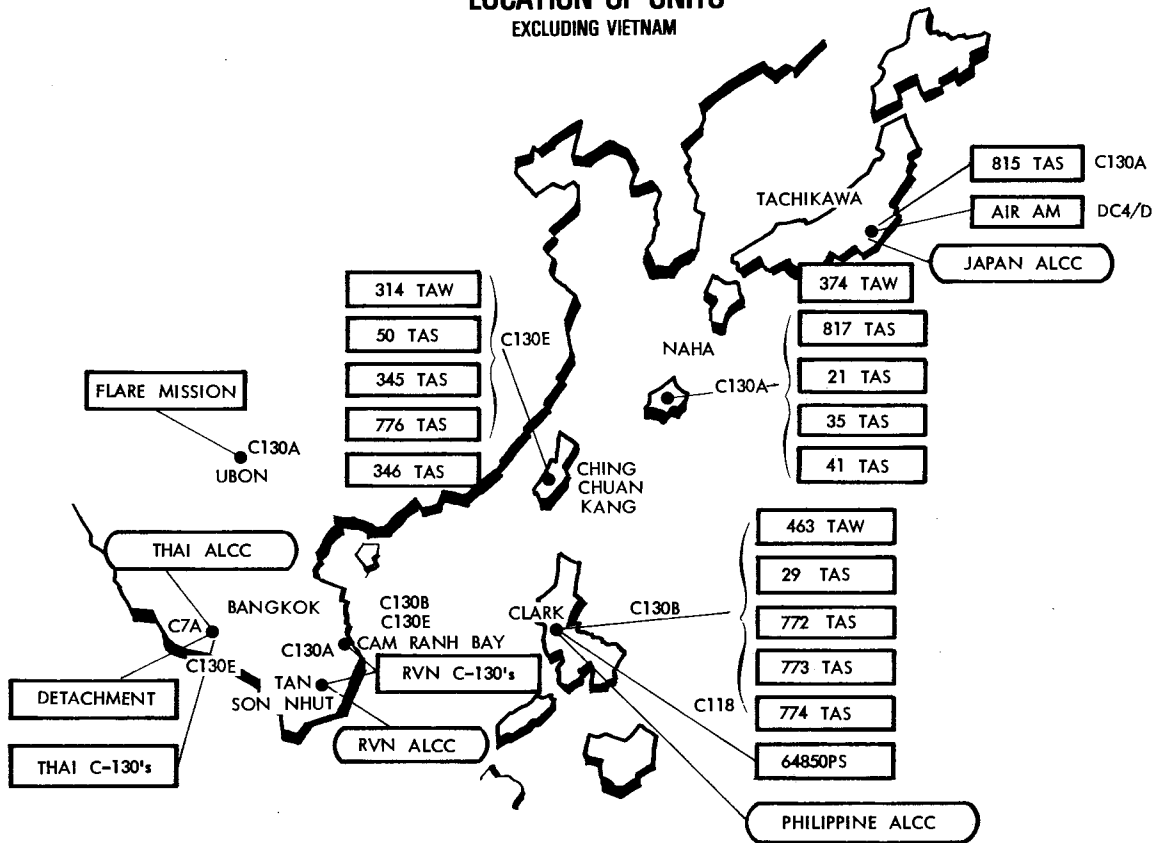 LOCATION OF UNITS
EXCLUDING VIETNAM
815 TAS C130A
AIR AM DC4/D
TACHIKAWA
JAPAN ALCC
374 TAW
817 TAS
21 TAS
35 TAS
41 TAS
NAHA
C130A
314 TAW
50 TAS
345 TAS
776 TAS
346 TAS
C130E
CHING
CHUAN
KANG
FLARE MISSION
C130A
UBON
THAI ALCC
BANGKOK
C7A
C130E
DETACHMENT
THAI C-130's
C130B
C130E
CAM RANH BAY
C130A
TAN
SON NHUT
RVN C-130's
RVN ALCC
CLARK
C130B
463 TAW
29 TAS
772 TAS
773 TAS
774 TAS
C118
64850PS
PHILIPPINE ALCC